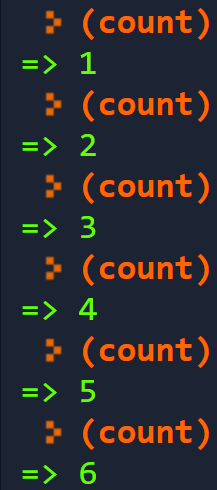 (count)
=> 1
(count)
=> 2
(count)
=> 3
(count)
=> 4
(count)
=> 5
(count)
=> 6